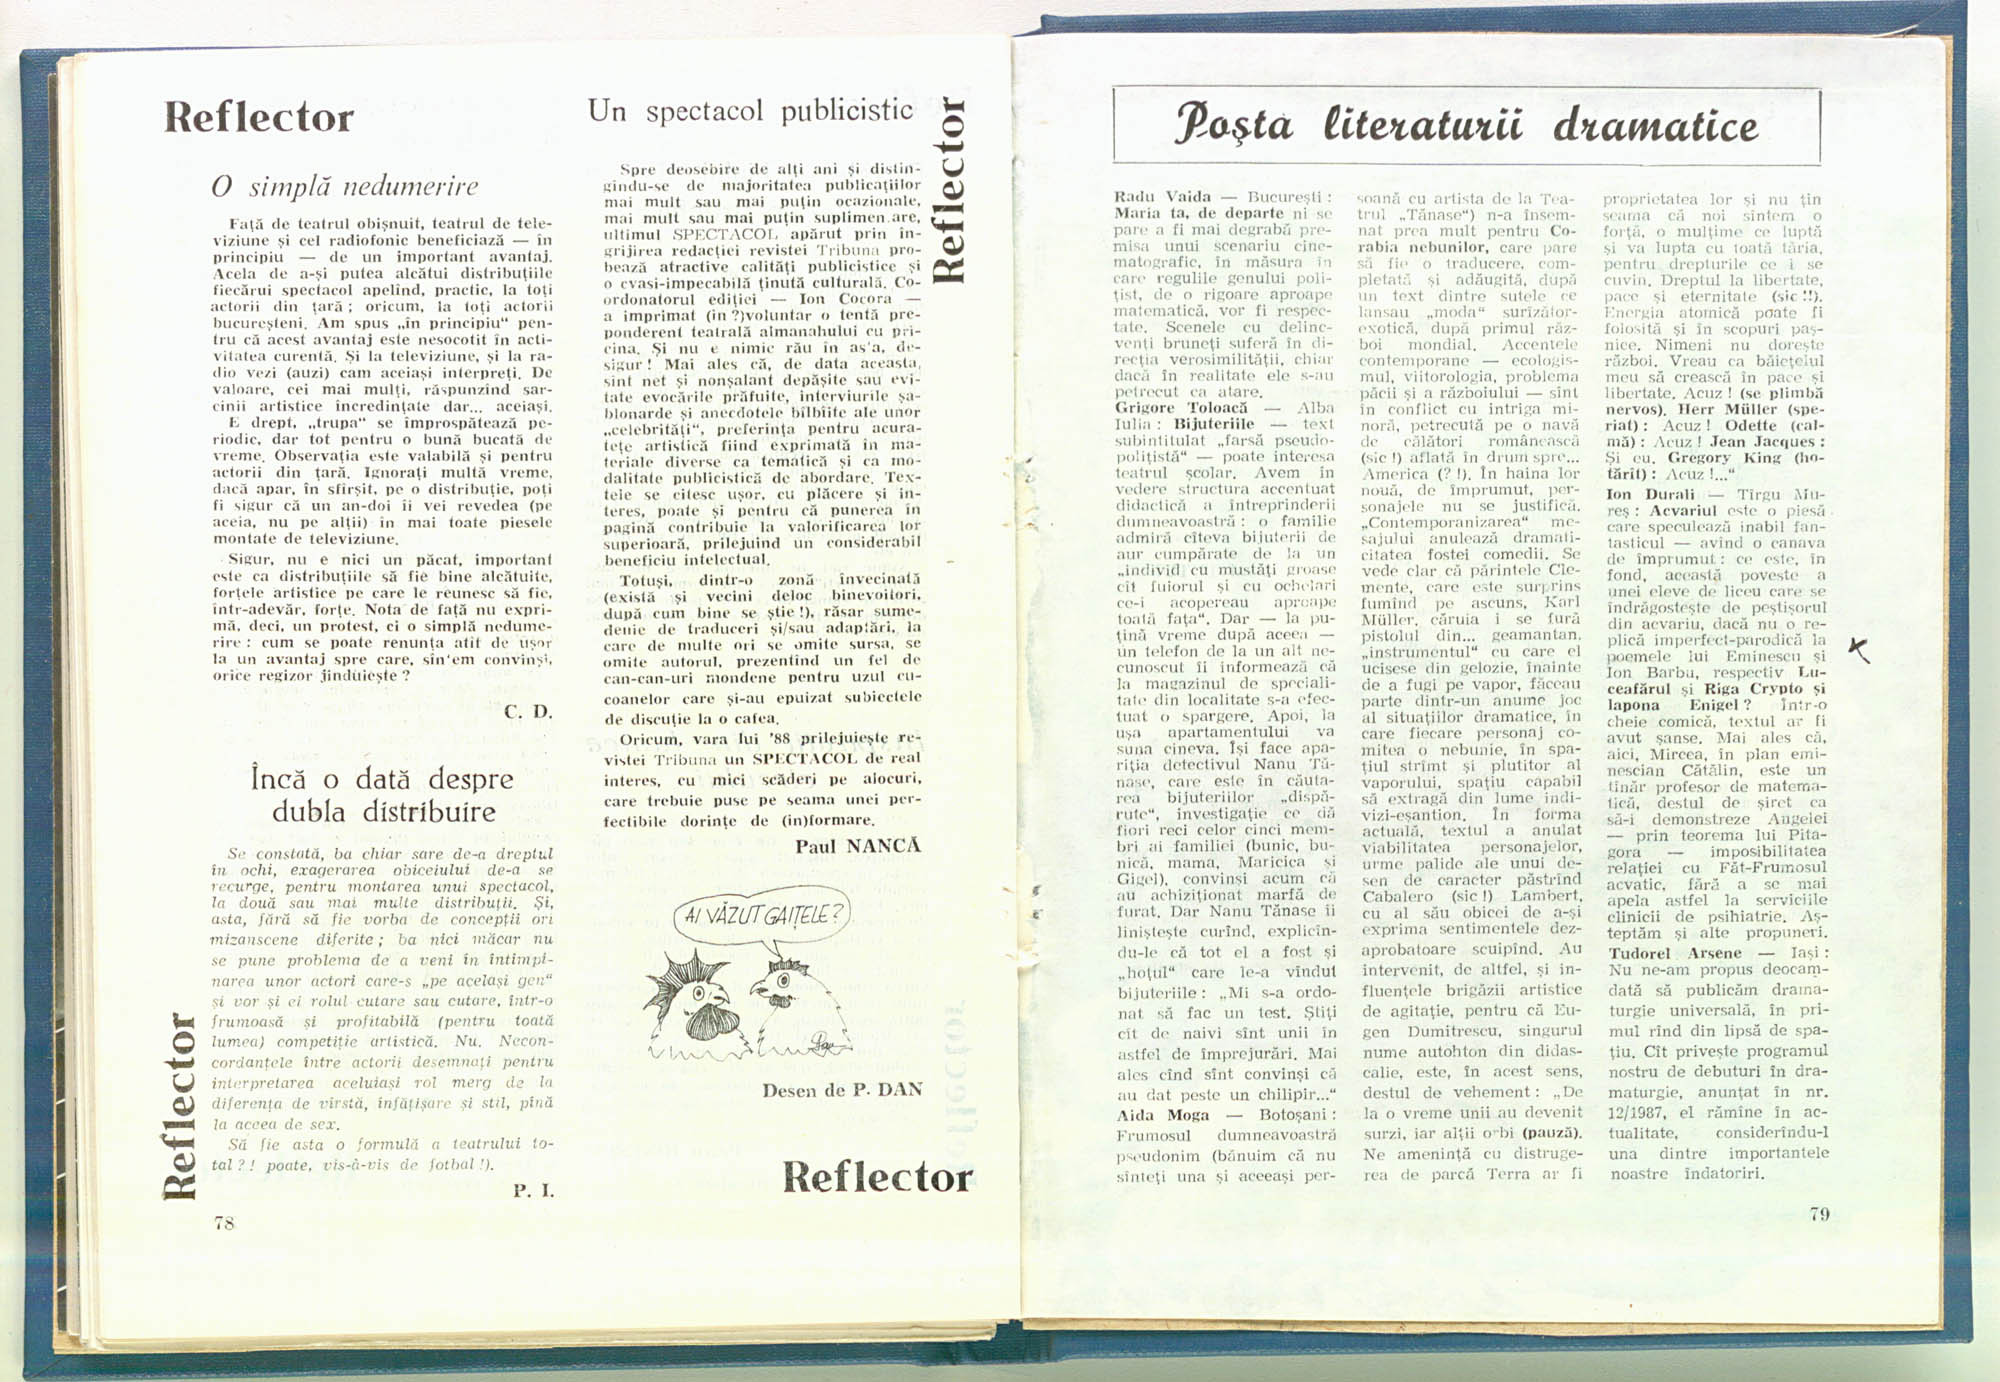 Reflector
O simplă nedumerire
Față de teatrul obișnuit, teatrul de tele-
viziune și cel radiofonic beneficiază — în
principiu — de un important avantaj.
Acela de a-și putea alcătui distribuțiile
fiecărui spectacol apelînd, practic, la toți
actorii din țară ; oricum, la toți actorii
bucureșteni. Am spus „în principiu“ pen-
tru că acest avantaj este nesocotit în acti-
vitatea curentă. Și la televiziune, și la ra-
dio vezi (auzi) cam aceiași interpreți. De
valoare, cei mai mulți, răspunzînd sar-
cinii artistice încredințate dar... aceiași.
E drept, „trupa“ se împrospătează pe-
riodic, dar tot pentru o bună bucată de
vreme. Observația este valabilă și pentru
actorii din țară. Ignorați multă vreme,
dacă apar, în sfîrșit, pe o distribuție, poți
fi sigur că un an-doi îi vei revedea (pe
aceia, nu pe alții) în mai toate piesele
montate de televiziune.
Sigur, nu e nici un păcat, important
este ca distribuțiile să fie bine alcătuite,
forțele artistice pe care le reunesc să fie,
într-adevăr, forțe. Nota de față nu expri-
mă, deci, un protest, ci o simplă nedume-
rire : cum se poate renunța atît de ușor
la un avantaj spre care, sîn'em convinși,
orice regizor jinduiește ?
C. D.
Încă o dată despre
dubla distribuire
Se constată, ba chiar sare de-a dreptul
în ochi, exagerarea obiceiului de-a se
recurge, pentru montarea unui spectacol,
la două sau mai multe distribuții. Și,
asta, fără să fie vorba de concepții ori
mizanscene diferite ; ba nici măcar nu
se pune problema de a veni în întîmpi-
narea unor actori care-s „pe același gen“
și vor și ei rolul cutare sau cutare, într-o
frumoasă și profitabilă (pentru toată
lumea) competiție artistică. Nu. Necon-
cordanțele între actorii desemnați pentru
interpretarea aceluiași rol merg de la
diferența de vîrstă, înfățișare și stil, pînă
la aceea de sex.
Să fie asta o formulă a teatrului to-
tal ? ! poate, vis-à-vis de fotbal !).
P. I.
Reflector
78
Un spectacol publicistic
Reflector
Spre deosebire de alți ani și distin-
gîndu-se de majoritatea publicațiilor
mai mult sau mai puțin ocazionale,
mai mult sau mai puțin suplimen.are,
ultimul SPECTACOL apărut prin în-
grijirea redacției revistei Tribuna pro-
bează atractive calități publicistice și
o cvasi-impecabilă ținută culturală. Co-
ordonatorul ediției — Ion Cocora —
a imprimat (in ?)voluntar o tentă pre-
ponderent teatrală almanahului cu pri-
cina. Și nu e nimic rău în as'a, de-
sigur ! Mai ales că, de data aceasta,
sînt net și nonșalant depășite sau evi-
tate evocările prăfuite, interviurile șa-
blonarde și anecdotele bîlbîite ale unor
„celebrități“, preferința pentru acura-
tețe artistică fiind exprimată în ma-
teriale diverse ca tematică și ca mo-
dalitate publicistică de abordare. Tex-
tele se citesc ușor, cu plăcere și in-
teres, poate și pentru că punerea în
pagină contribuie la valorificarea lor
superioară, prilejuind un considerabil
beneficiu intelectual.
Totuși, dintr-o zonă învecinată
(există și vecini deloc binevoitori,
după cum bine se știe !), răsar sume-
denie de traduceri și/sau adaptări, la
care de multe ori se omite sursa, se
omite autorul, prezentînd un fel de
can-can-uri mondene pentru uzul cu-
coanelor care și-au epuizat subiectele
de discuție la o cafea.
Oricum, vara lui '88 prilejuiește re-
vistei Tribuna un SPECTACOL de real
interes, cu mici scăderi pe alocuri,
care trebuie puse pe seama unei per-
fectibile dorințe de (in)formare.
Paul NANCĂ
AI VĂZUT GAIȚELE?
Dan
Desen de P. DAN
Reflector
Poșta literaturii dramatice
Radu Vaida — București :
Maria ta, de departe ni se
pare a fi mai degrabă pre-
misa unui scenariu cine-
matografic, în măsura în
care regulile genului poli-
țist, de o rigoare aproape
matematică, vor fi respec-
tate. Scenele cu delinc-
venți bruneți suferă în di-
recția verosimilității, chiar
dacă în realitate ele s-au
petrecut ca atare.
Grigore Toloacă — Alba
Iulia : Bijuteriile — text
subintitulat „farsă pseudo-
polițistă“ — poate interesa
teatrul școlar. Avem în
vedere structura accentuat
didactică a întreprinderii
dumneavoastră : o familie
admiră cîteva bijuterii de
aur cumpărate de la un
„individ cu mustăți groase
cît fuiorul și cu ochelari
ce-i acopereau aproape
toată fața“. Dar — la pu-
țină vreme după aceea —
un telefon de la un alt ne-
cunoscut îi informează că
la magazinul de speciali-
tate din localitate s-a efec-
tuat o spargere. Apoi, la
ușa apartamentului va
suna cineva. Își face apa-
riția detectivul Nanu Tă-
nase, care este în căuta-
rea bijuteriilor „dispă-
rute“, investigație ce dă
fiori reci celor cinci mem-
bri ai familiei (bunic, bu-
nică, mama, Maricica și
Gigel), convinși acum că
au achiziționat marfă de
furat. Dar Nanu Tănase îi
liniștește curînd, explicîn-
du-le că tot el a fost și
„hoțul“ care le-a vîndut
bijuteriile : „Mi s-a ordo-
nat să fac un test. Știți
cît de naivi sînt unii în
astfel de împrejurări. Mai
ales cînd sînt convinși că
au dat peste un chilipir...“
Aida Moga — Botoșani :
Frumosul dumneavoastră
pseudonim (bănuim că nu
sînteți una și aceeași per-
soană cu artista de la Tea-
trul „Tănase“) n-a însem-
nat prea mult pentru Co-
rabia nebunilor, care pare
să fie o traducere, com-
pletată și adăugită, după
un text dintre sutele ce
lansau „moda“ surîzător-
exotică, după primul răz-
boi mondial. Accentele
contemporane — ecologis-
mul, viitorologia, problema
păcii și a războiului — sînt
în conflict cu intriga mi-
noră, petrecută pe o navă
de călători românească
(sic !) aflată în drum spre...
America (? !). În haina lor
nouă, de împrumut, per-
sonajele nu se justifică.
„Contemporanizarea“ me-
sajului anulează dramati-
citatea fostei comedii. Se
vede clar că părintele Cle-
mente, care este surprins
fumînd pe ascuns, Karl
Müller, căruia i se fură
pistolul din... geamantan,
„instrumentul“ cu care el
ucisese din gelozie, înainte
de a fugi pe vapor, făceau
parte dintr-un anume joc
al situațiilor dramatice, în
care fiecare personaj co-
mitea o nebunie, în spa-
țiul strîmt și plutitor al
vaporului, spațiu capabil
să extragă din lume indi-
vizi-eșantion. În forma
actuală, textul a anulat
viabilitatea personajelor,
urme palide ale unui de-
sen de caracter păstrînd
Cabalero (sic !) Lambert,
cu al său obicei de a-și
exprima sentimentele dez-
aprobatoare scuipînd. Au
intervenit, de altfel, și in-
fluențele brigăzii artistice
de agitație, pentru că Eu-
gen Dumitrescu, singurul
nume autohton din didas-
calie, este, în acest sens,
destul de vehement : „De
la o vreme unii au devenit
surzi, iar alții orbi (pauză).
Ne amenință cu distruge-
rea de parcă Terra ar fi
proprietatea lor și nu țin
seama că noi sîntem o
forță, o mulțime ce luptă
și va lupta cu toată tăria,
pentru drepturile ce i se
cuvin. Dreptul la libertate,
pace și eternitate (sic !!).
Energia atomică poate fi
folosită și în scopuri paș-
nice. Nimeni nu dorește
război. Vreau ca băiețelul
meu să crească în pace și
libertate. Acuz ! (se plimbă
nervos). Herr Müller (spe-
riat) : Acuz ! Odette (cal-
mă) : Acuz ! Jean Jacques :
Și eu. Gregory King (ho-
tărît) : Acuz !...“
Ion Durali — Tîrgu Mu-
reș : Acvariul este o piesă
care speculează inabil fan-
tasticul — avînd o canava
de împrumut : ce este, în
fond, această poveste a
unei eleve de liceu care se
îndrăgostește de peștișorul
din acvariu, dacă nu o re-
plică imperfect-parodică la
poemele lui Eminescu și
Ion Barbu, respectiv Lu-
ceafărul și Riga Crypto și
lapona Enigel ? Într-o
cheie comică, textul ar fi
avut șanse. Mai ales că,
aici, Mircea, în plan emi-
nescian Cătălin, este un
tînăr profesor de matema-
tică, destul de șiret ca
să-i demonstreze Angelei
— prin teorema lui Pita-
gora — imposibilitatea
relației cu Făt-Frumosul
acvatic, fără a se mai
apela astfel la serviciile
clinicii de psihiatrie. Aș-
teptăm și alte propuneri.
Tudorel Arsene — Iași :
Nu ne-am propus deocam-
dată să publicăm drama-
turgie universală, în pri-
mul rînd din lipsă de spa-
țiu. Cît privește programul
nostru de debuturi în dra-
maturgie, anunțat în nr.
12/1987, el rămîne în ac-
tualitate, considerîndu-l
una dintre importantele
noastre îndatoriri.
79